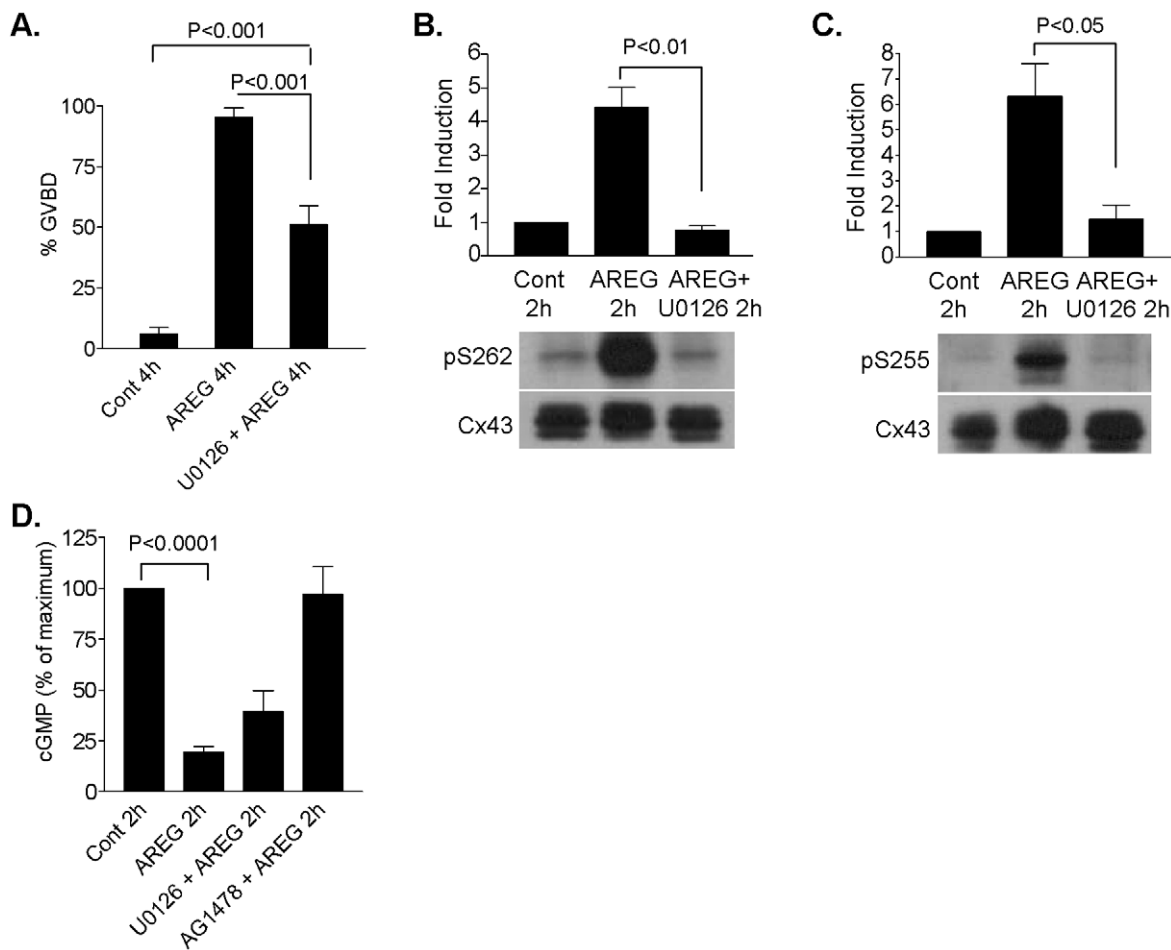 A.
P<0.001
P<0.001
% GVBD
100
75
50
25
0
Cont 4h
AREG 4h
U0126 + AREG 4h
B.
P<0.01
Fold Induction
6
5
4
3
2
1
0
Cont 2h
AREG 2h
AREG+ U0126 2h
pS262
Cx43
C.
P<0.05
Fold Induction
8
7
6
5
4
3
2
1
0
Cont 2h
AREG 2h
AREG+ U0126 2h
pS255
Cx43
D.
P<0.0001
cGMP (% of maximum)
125
100
75
50
25
0
Cont 2h
AREG 2h
U0126 + AREG 2h
AG1478 + AREG 2h